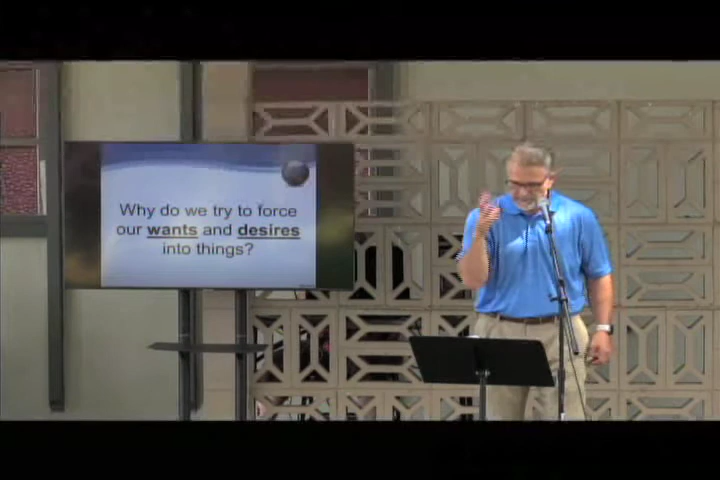 Why do we try to force
our wants and desires
into things?